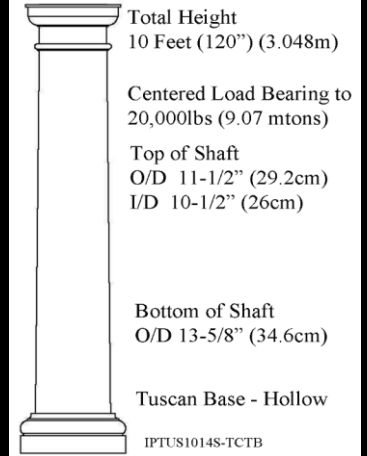 Total Height
10 Feet (120”) (3.048m)
Centered Load Bearing to
20,000lbs (9.07 mtons)
Top of Shaft
O/D 11-1/2” (29.2cm)
I/D 10-1/2” (26cm)
Bottom of Shaft
O/D 13-5/8” (34.6cm)
Tuscan Base - Hollow
IPTUS1014S-TCTB